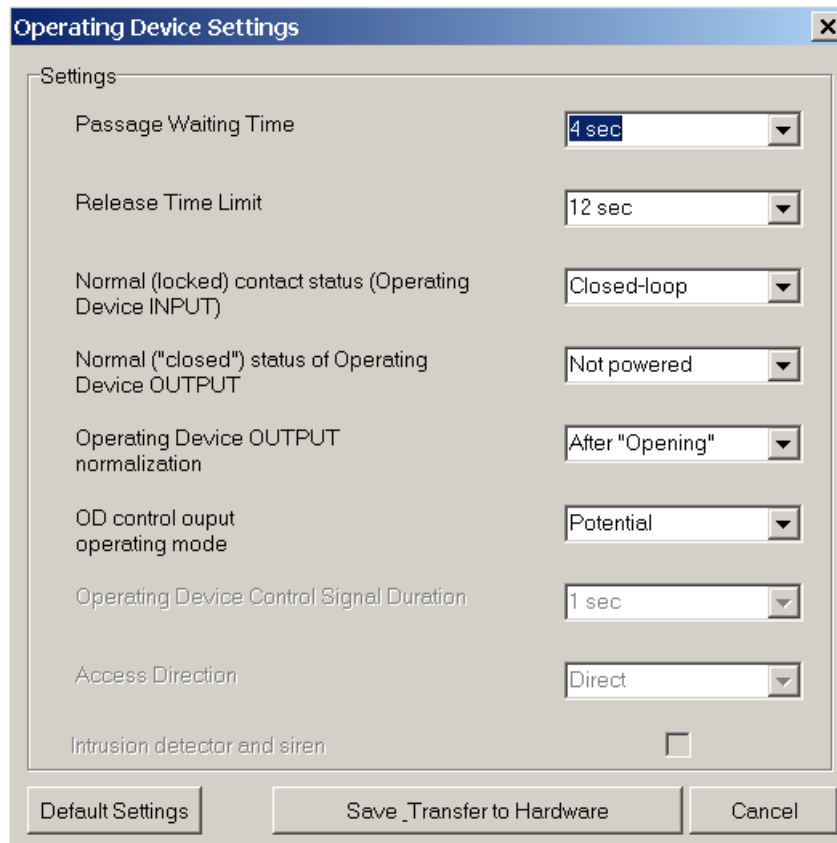 Operating Device Settings
Settings
Passage Waiting Time 4 sec
Release Time Limit 12 sec
Normal (locked) contact status (Operating Closed-loop
Device INPUT)
Normal ("closed") status of Operating Not powered
Device OUTPUT
Operating Device OUTPUT After "Opening"
normalization
OD control ouput Potential
operating mode
Operating Device Control Signal Duration 1 sec
Access Direction Direct
Intrusion detector and siren
Default Settings Save _Transfer to Hardware Cancel